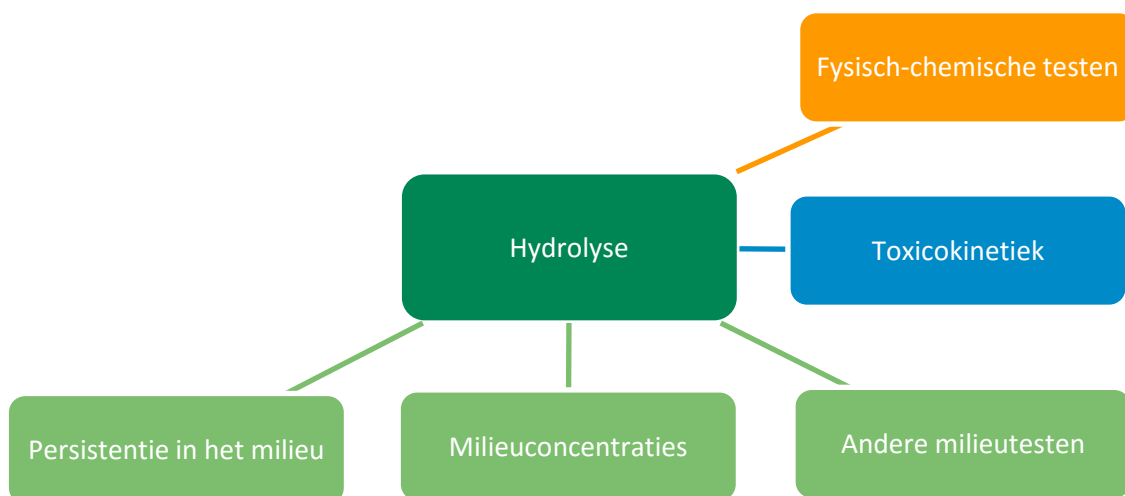 Fysisch-chemische testen
Hydrolyse
Toxicokinetiek
Persistentie in het milieu
Milieuconcentraties
Andere milieutesten